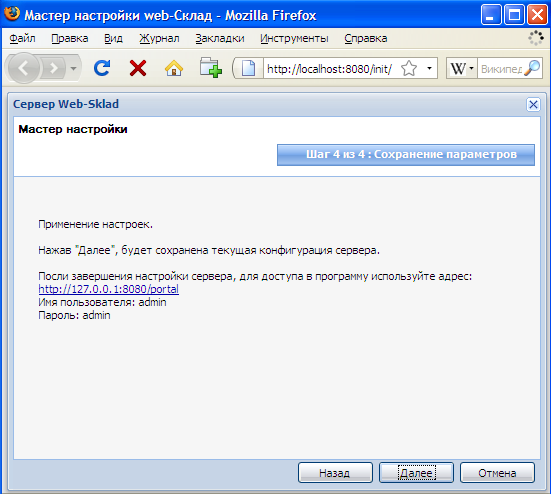 Мастер настройки web-Склад - Mozilla Firefox
Файл Правка Вид Журнал Закладки Инструменты Справка
http://localhost:8080/init/ W Википед
Сервер Web-Sklad
Мастер настройки
Шаг 4 из 4 : Сохранение параметров
Применение настроек.
Нажав "Далее", будет сохранена текущая конфигурация сервера.
Посли завершения настройки сервера, для доступа в программу используйте адрес:
http://127.0.0.1:8080/portal
Имя пользователя: admin
Пароль: admin
Назад Далее Отмена